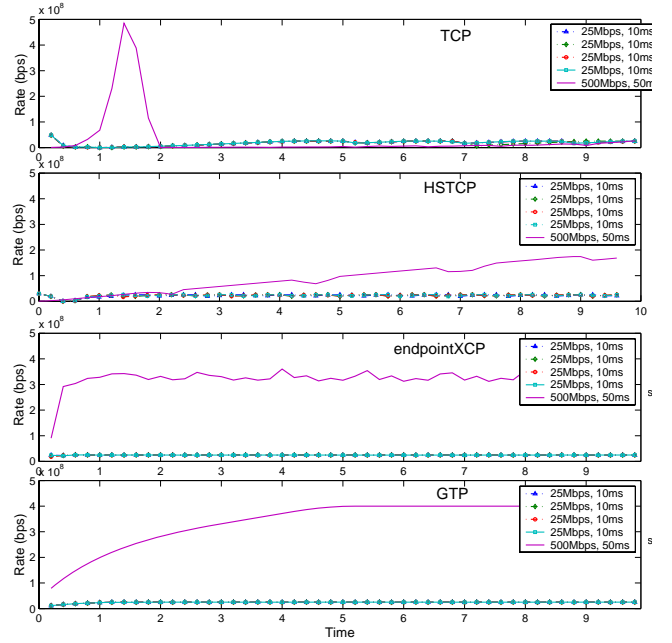 x 10^8
5
4
3
2
1
0
Rate (bps)
TCP
25Mbps, 10ms
25Mbps, 10ms
25Mbps, 10ms
25Mbps, 10ms
500Mbps, 50ms
0 1 2 3 4 5 6 7 8 9
x 10^8
5
4
3
2
1
0
Rate (bps)
HSTCP
25Mbps, 10ms
25Mbps, 10ms
25Mbps, 10ms
25Mbps, 10ms
500Mbps, 50ms
0 1 2 3 4 5 6 7 8 9 10
x 10^8
5
4
3
2
1
0
Rate (bps)
endpointXCP
25Mbps, 10ms
25Mbps, 10ms
25Mbps, 10ms
25Mbps, 10ms
500Mbps, 50ms
s
0 1 2 3 4 5 6 7 8 9
x 10^8
5
4
3
2
1
0
Rate (bps)
GTP
25Mbps, 10ms
25Mbps, 10ms
25Mbps, 10ms
25Mbps, 10ms
500Mbps, 50ms
s
0 1 2 3 4 5 6 7 8 9
Time